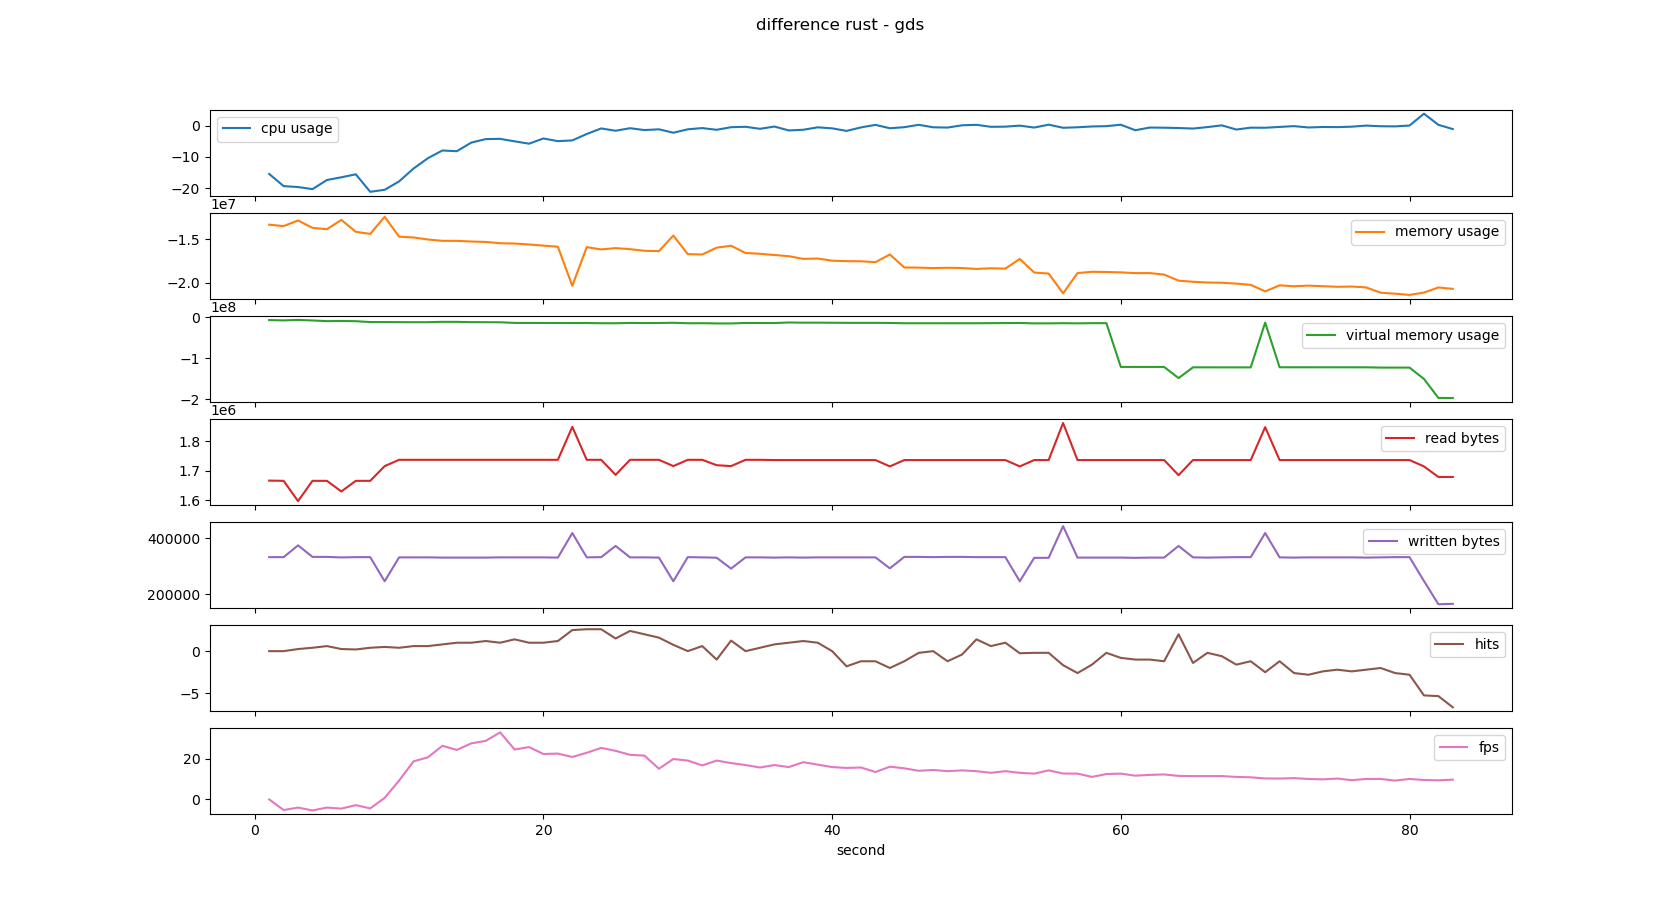 difference rust - gds
cpu usage
0
−10
−20
1e7
memory usage
−1.5
−2.0
1e8
virtual memory usage
0
−1
−2
1e6
read bytes
1.8
1.7
1.6
written bytes
400000
200000
hits
0
−5
fps
20
0
0 20 40 60 80
second